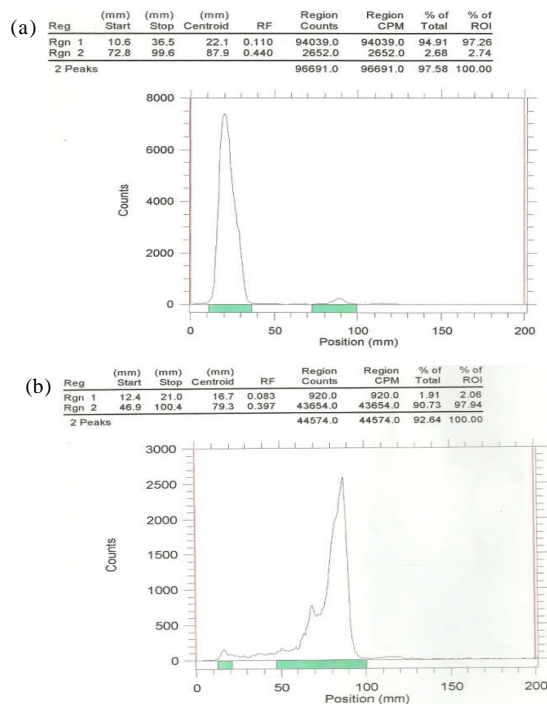 (a)
Reg (mm) Start (mm) Stop (mm) Centroid RF Region Counts Region CPM % of Total % of ROI
Rgn 1 10.6 36.5 22.1 0.110 94039.0 94039.0 94.91 97.26
Rgn 2 72.8 99.6 87.9 0.440 2652.0 2652.0 2.68 2.74
2 Peaks 96691.0 96691.0 97.58 100.00
8000
6000
4000
2000
0
Counts
0 50 100 150 200
Position (mm)
(b)
Reg (mm) Start (mm) Stop (mm) Centroid RF Region Counts Region CPM % of Total % of ROI
Rgn 1 12.4 21.0 16.7 0.083 920.0 920.0 1.91 2.06
Rgn 2 46.9 100.4 79.3 0.397 43654.0 43654.0 90.73 97.94
2 Peaks 44574.0 44574.0 92.64 100.00
3000
2500
2000
1500
1000
500
0
Counts
0 50 100 150 200
Position (mm)